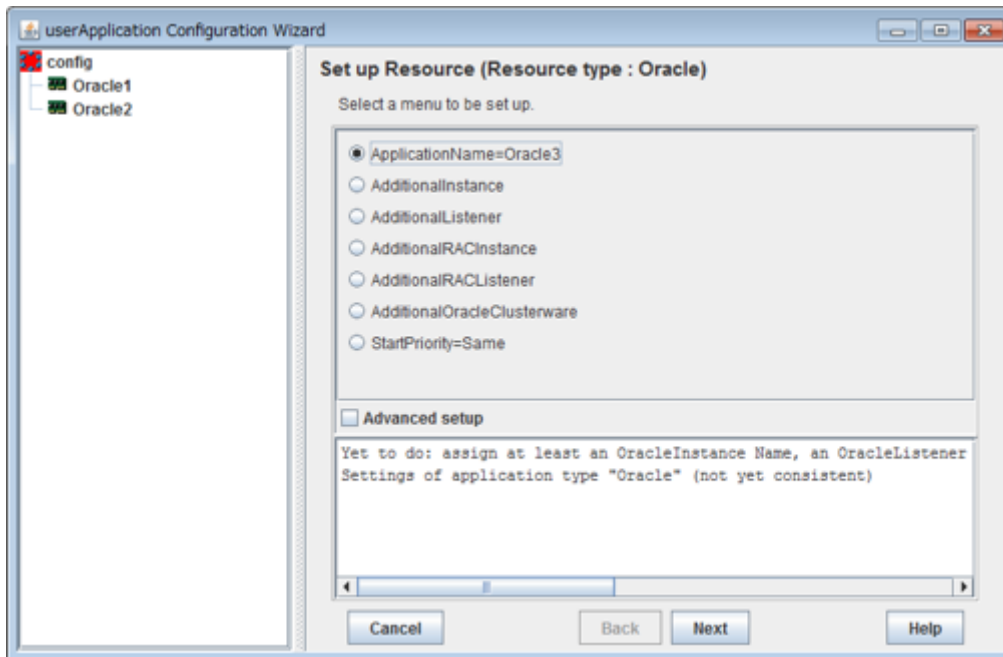 userApplication Configuration Wizard
config
Oracle1
Oracle2
Set up Resource (Resource type : Oracle)
Select a menu to be set up.
ApplicationName=Oracle3
AdditionalInstance
AdditionalListener
AdditionalRACInstance
AdditionalRACListener
AdditionalOracleClusterware
StartPriority=Same
Advanced setup
Yet to do: assign at least an OracleInstance Name, an OracleListener
Settings of application type "Oracle" (not yet consistent)
Cancel
Back
Next
Help